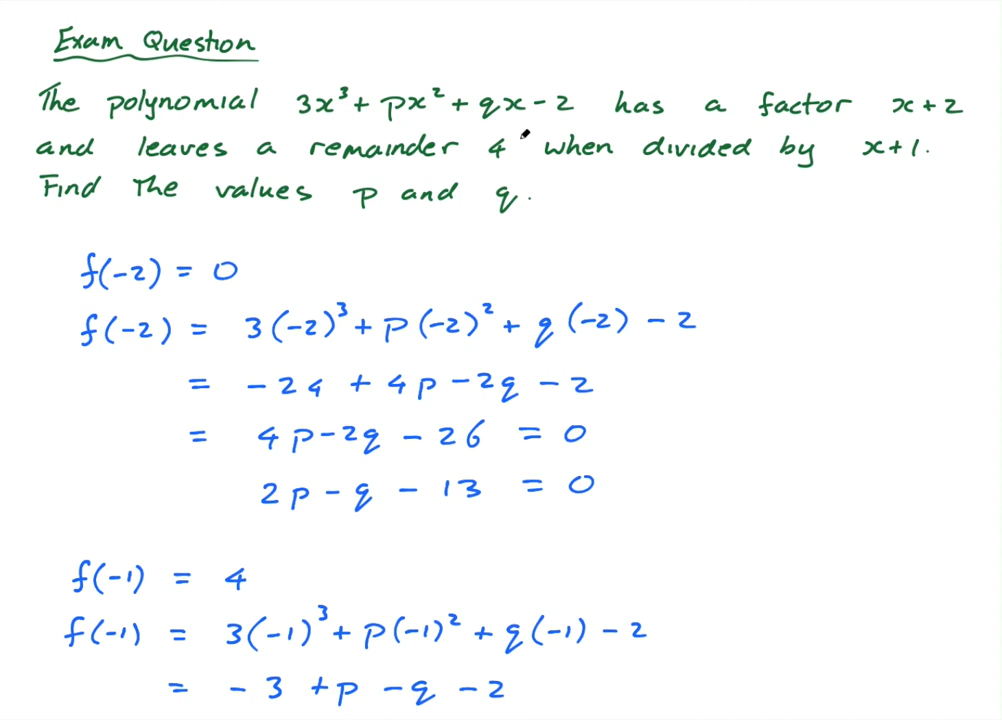 Exam Question
The polynomial 3x³ + px² + qx - 2 has a factor x + 2
and leaves a remainder 4 when divided by x + 1.
Find the values p and q.
f(-2) = 0
f(-2) = 3(-2)³ + p(-2)² + q(-2) - 2
= -24 + 4p - 2q - 2
= 4p - 2q - 26 = 0
2p - q - 13 = 0
f(-1) = 4
f(-1) = 3(-1)³ + p(-1)² + q(-1) - 2
= -3 + p - q - 2